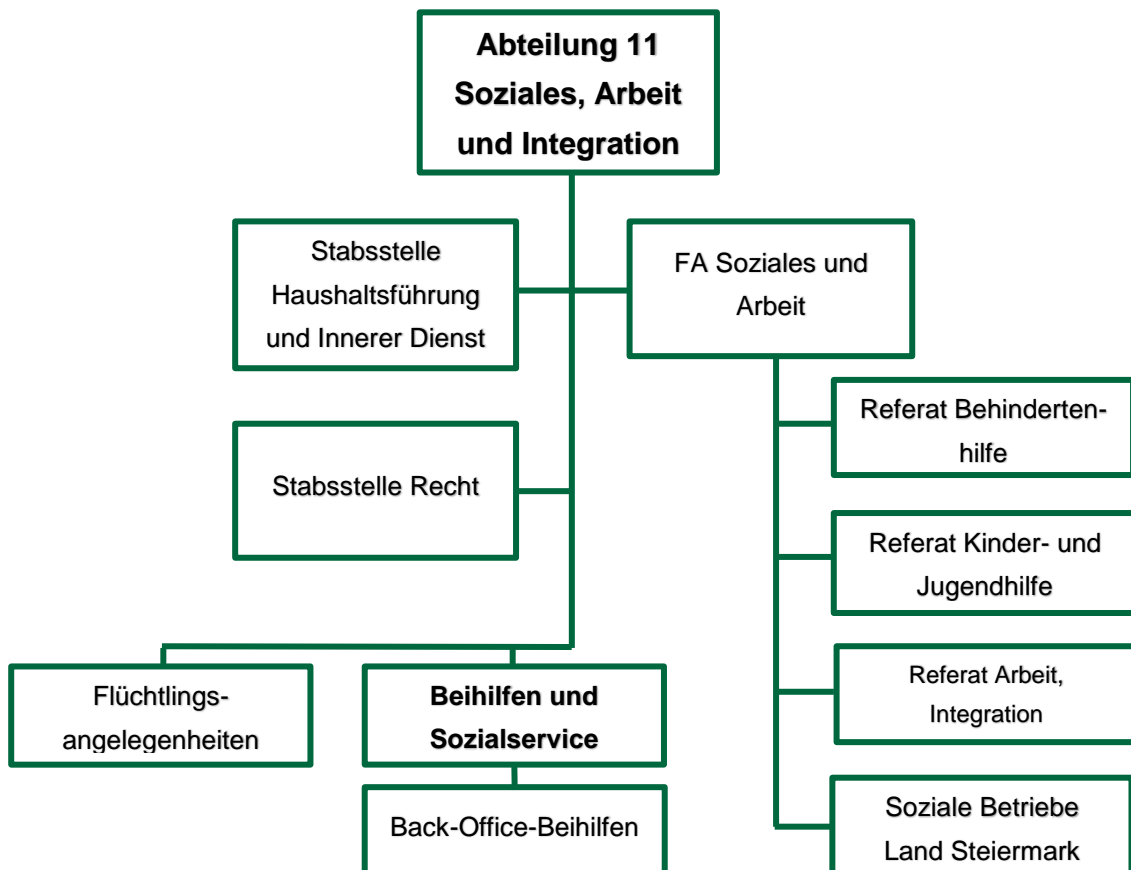 Abteilung 11
Soziales, Arbeit
und Integration
Stabsstelle
Haushaltsführung
und Innerer Dienst
FA Soziales und
Arbeit
Referat Behinderten-
hilfe
Stabsstelle Recht
Referat Kinder- und
Jugendhilfe
Referat Arbeit,
Integration
Flüchtlings-
angelegenheiten
Beihilfen und
Sozialservice
Back-Office-Beihilfen
Soziale Betriebe
Land Steiermark